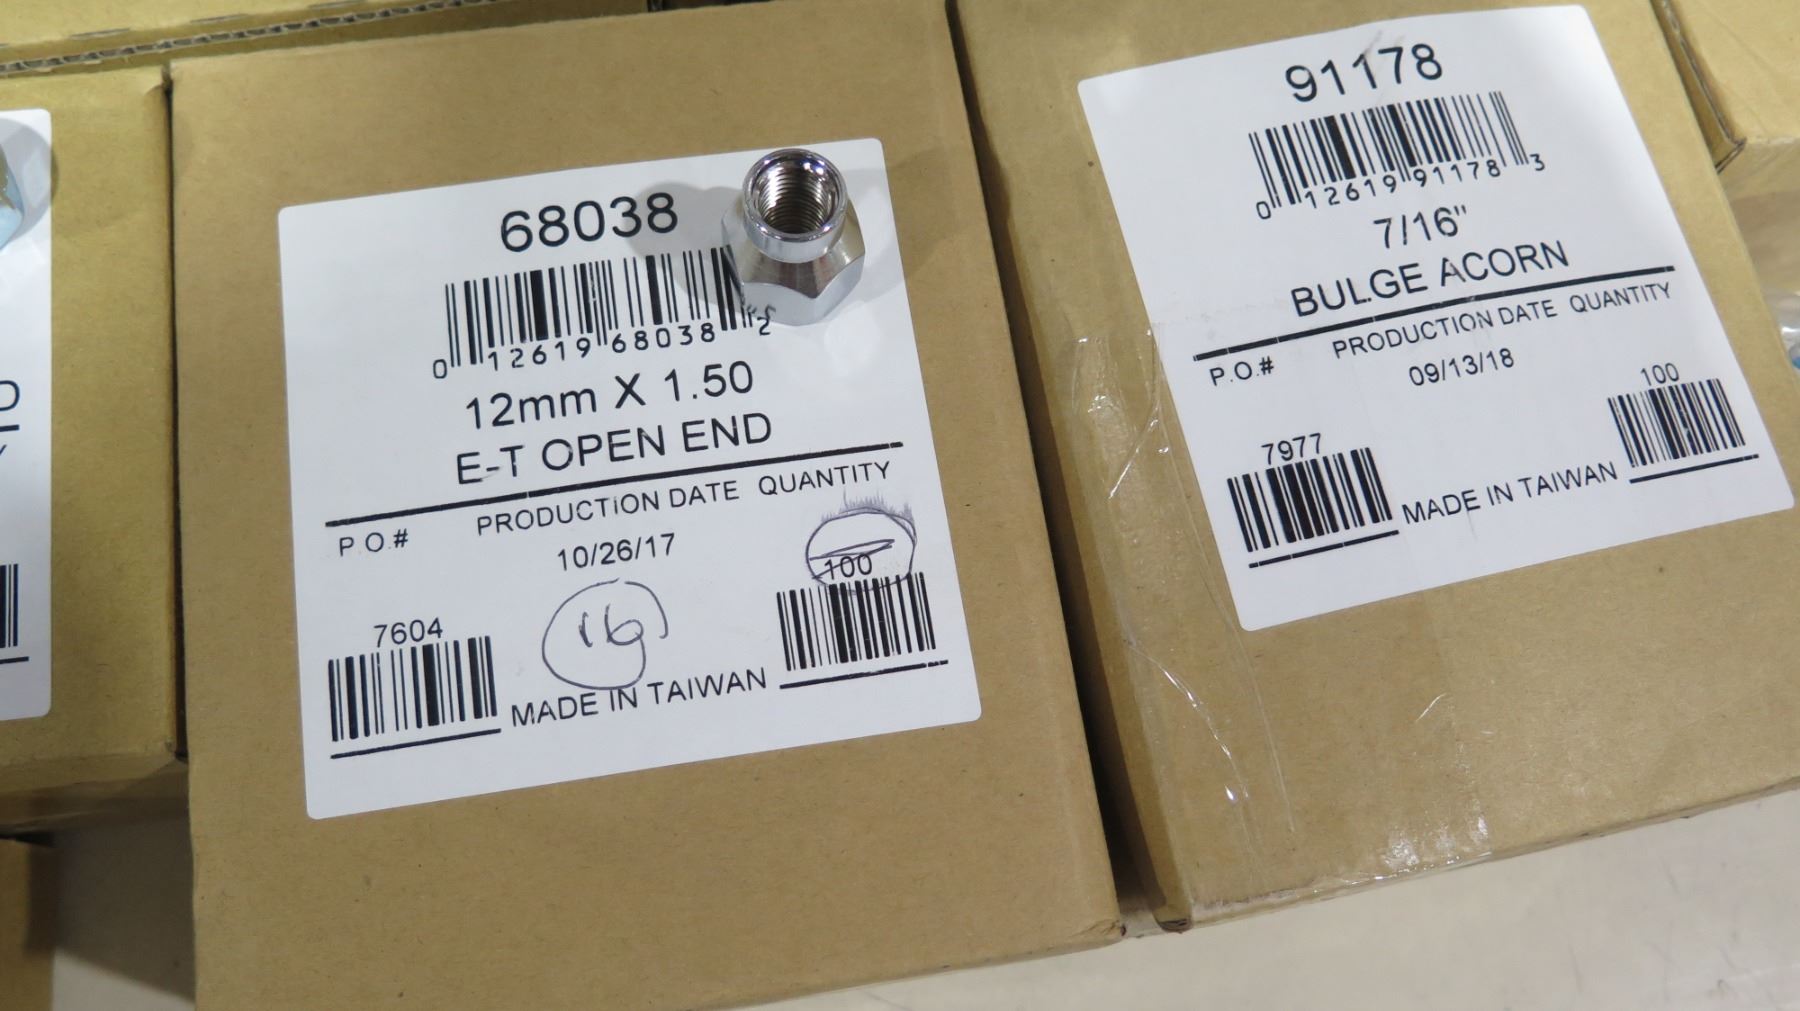 68038
0 12619 68038 2
12mm X 1.50
E-T OPEN END
P.O.# PRODUCTION DATE QUANTITY
10/26/17
100
16
7604
MADE IN TAIWAN
91178
0 12619 91178 3
7/16"
BULGE ACORN
P.O.# PRODUCTION DATE QUANTITY
09/13/18
100
7977
MADE IN TAIWAN
D
Y